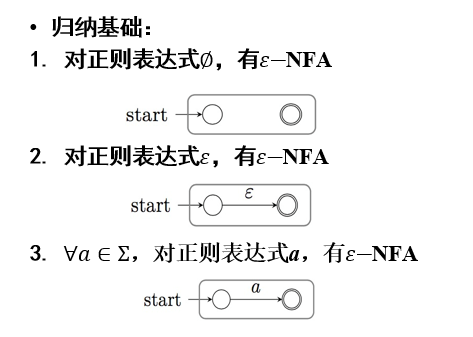 • 归纳基础：
1. 对正则表达式∅，有ε−NFA
start
2. 对正则表达式ε，有ε−NFA
ε
start
3. ∀a ∈ Σ，对正则表达式a，有ε−NFA
a
start